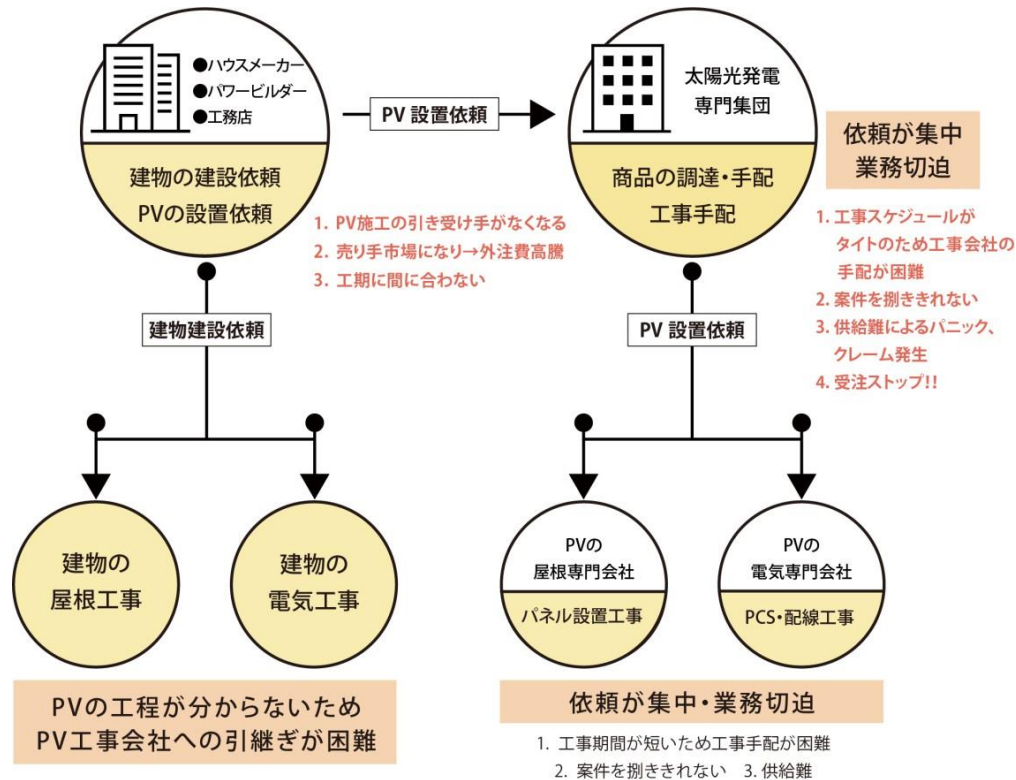 ●ハウスメーカー
●パワービルダー
●工務店
建物の建設依頼
PVの設置依頼
PV 設置依頼
太陽光発電
専門集団
商品の調達・手配
工事手配
依頼が集中
業務切迫
1. PV施工の引き受け手がなくなる
2. 売り手市場になり→外注費高騰
3. 工期に間に合わない
1. 工事スケジュールが
タイトのため工事会社の
手配が困難
2. 案件を捌ききれない
3. 供給難によるパニック、
クレーム発生
4. 受注ストップ!!
建物建設依頼
PV 設置依頼
建物の
屋根工事
建物の
電気工事
PVの
屋根専門会社
パネル設置工事
PVの
電気専門会社
PCS・配線工事
PVの工程が分からないため
PV工事会社への引継ぎが困難
依頼が集中・業務切迫
1. 工事期間が短いため工事手配が困難
2. 案件を捌ききれない 3. 供給難